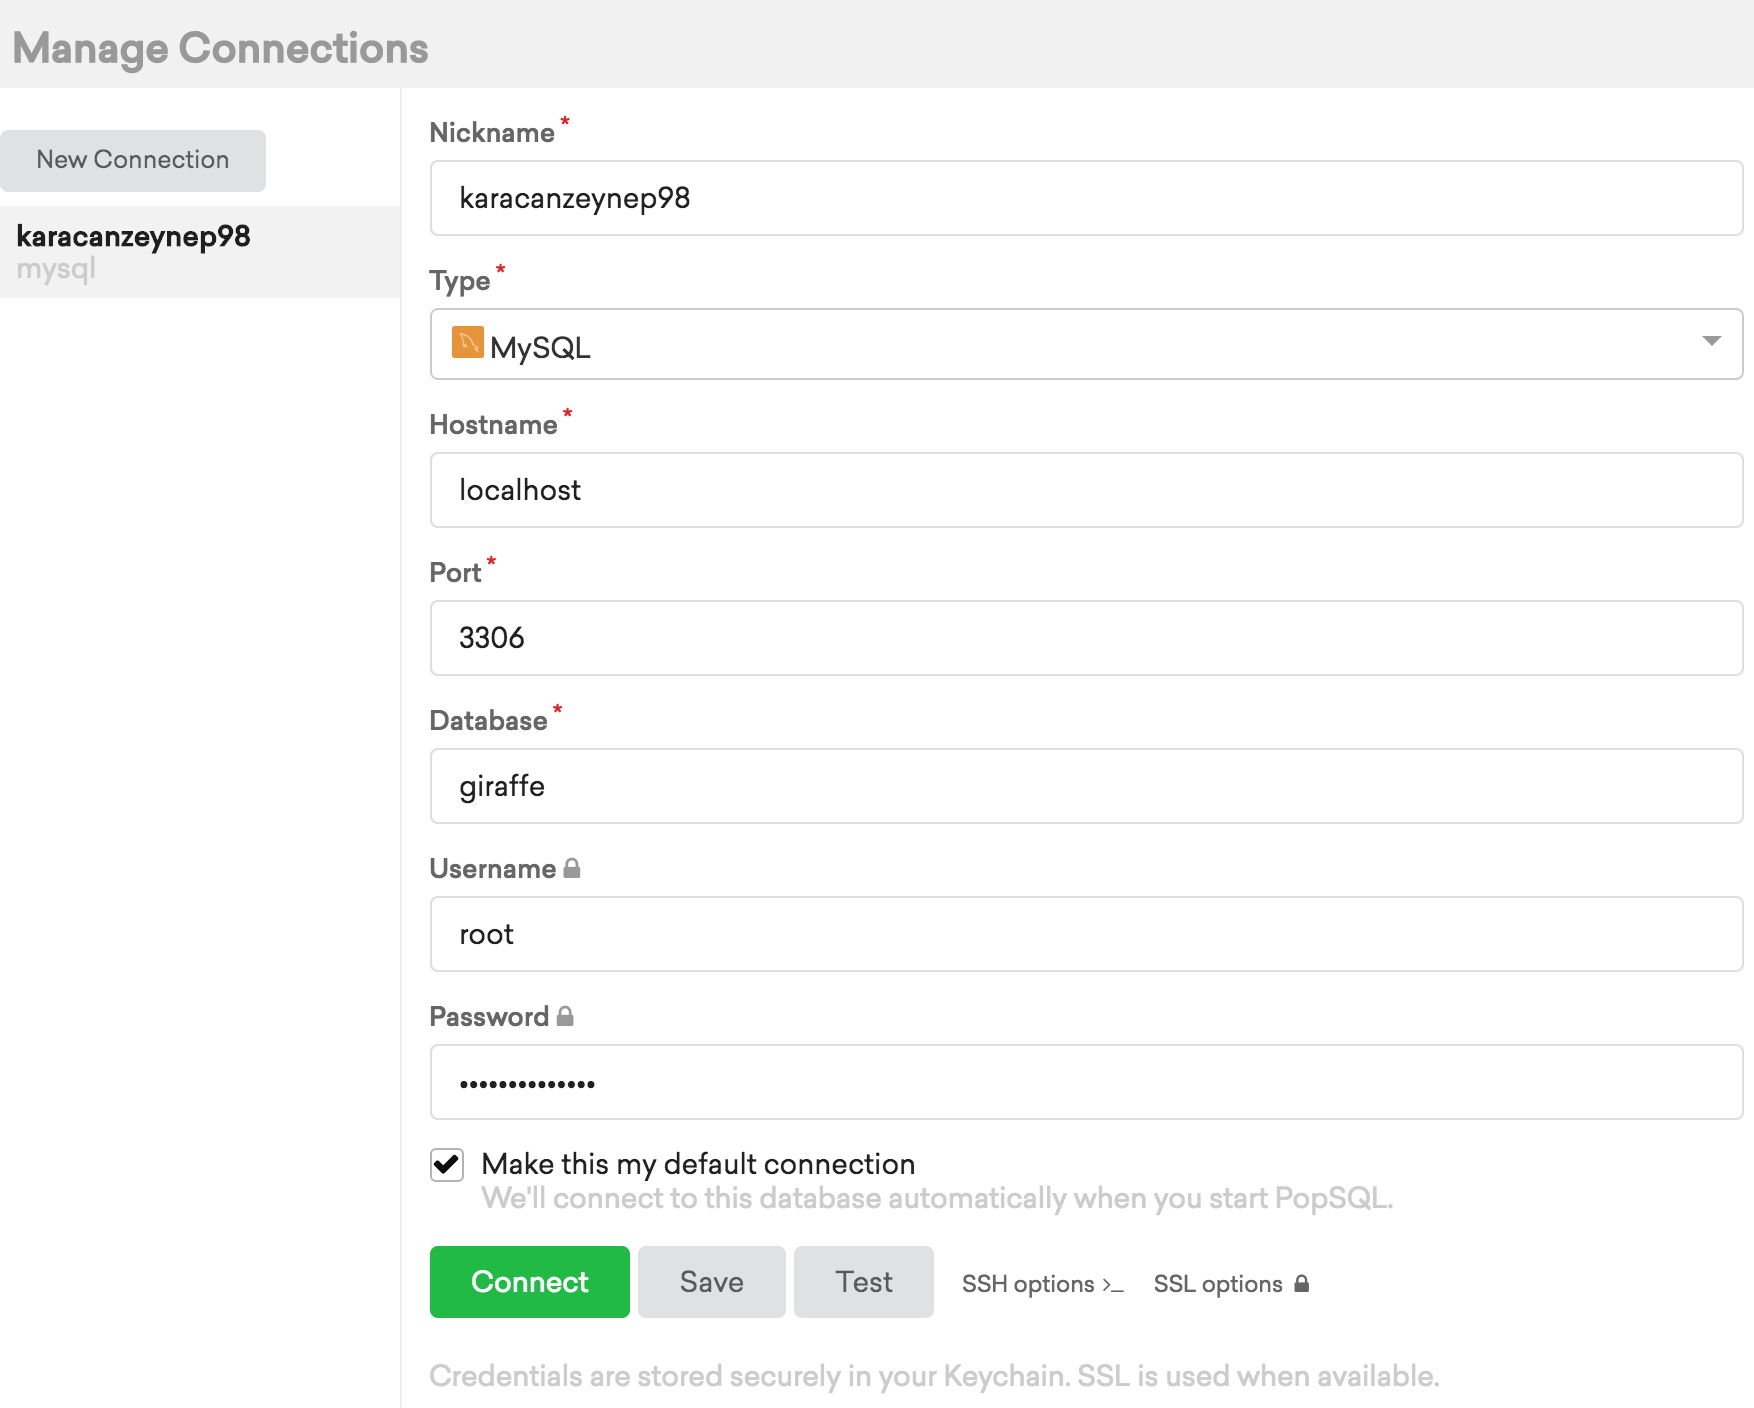 Manage Connections
New Connection
karacanzeynep98
mysql
Nickname *
karacanzeynep98
Type *
MySQL
Hostname *
localhost
Port *
3306
Database *
giraffe
Username
root
Password
••••••••••••••
Make this my default connection
We'll connect to this database automatically when you start PopSQL.
Connect Save Test SSH options >_ SSL options
Credentials are stored securely in your Keychain. SSL is used when available.